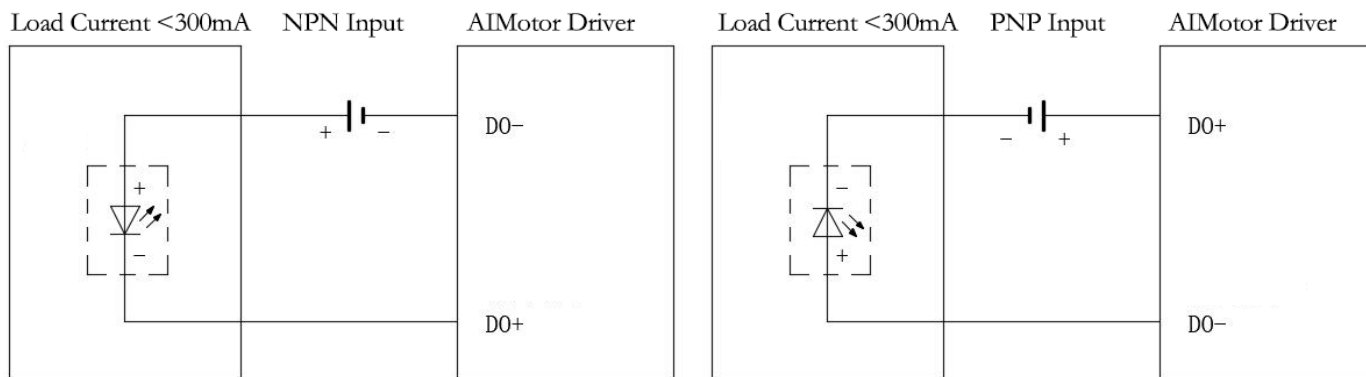 Load Current <300mA NPN Input AIMotor Driver
+ − DO−
+
−
DO+
Load Current <300mA PNP Input AIMotor Driver
− + DO+
−
+
DO−